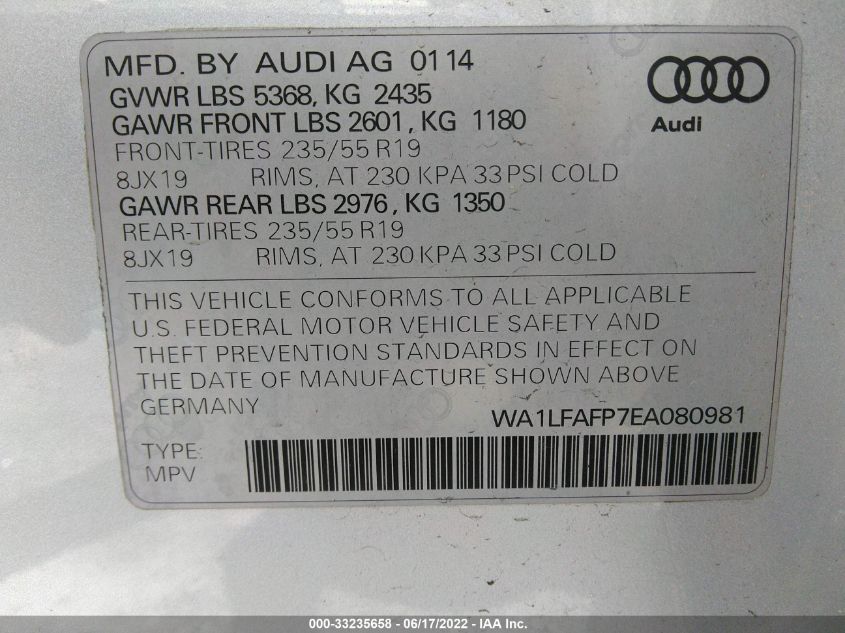 MFD. BY AUDI AG 01 14
GVWR LBS 5368, KG 2435
GAWR FRONT LBS 2601, KG 1180
FRONT-TIRES 235/55 R19
8JX19 RIMS, AT 230 KPA 33 PSI COLD
GAWR REAR LBS 2976, KG 1350
REAR-TIRES 235/55 R19
8JX19 RIMS, AT 230 KPA 33 PSI COLD
Audi
THIS VEHICLE CONFORMS TO ALL APPLICABLE
U.S. FEDERAL MOTOR VEHICLE SAFETY AND
THEFT PREVENTION STANDARDS IN EFFECT ON
THE DATE OF MANUFACTURE SHOWN ABOVE
GERMANY
WA1LFAFP7EA080981
TYPE:
MPV
000-33235658 - 06/17/2022 - IAA Inc.